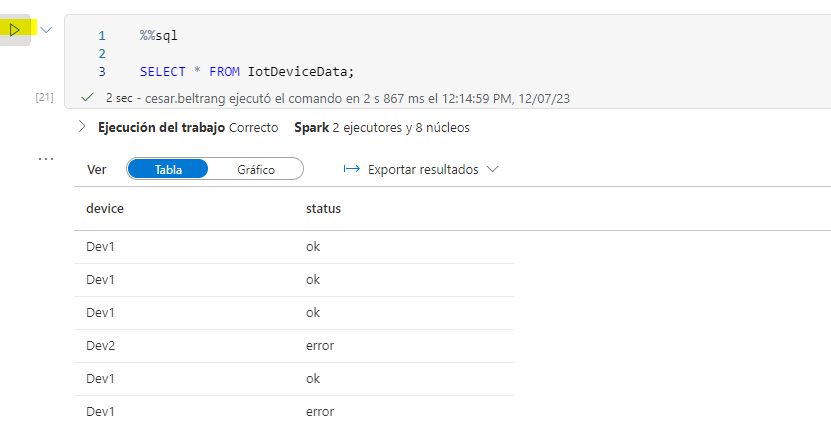 1 %%sql
2
3 SELECT * FROM IotDeviceData;
[21] 2 sec - cesar.beltrang ejecutó el comando en 2 s 867 ms el 12:14:59 PM, 12/07/23
Ejecución del trabajo Correcto Spark 2 ejecutores y 8 núcleos
Ver Tabla Gráfico Exportar resultados
device status
Dev1 ok
Dev1 ok
Dev1 ok
Dev2 error
Dev1 ok
Dev1 error